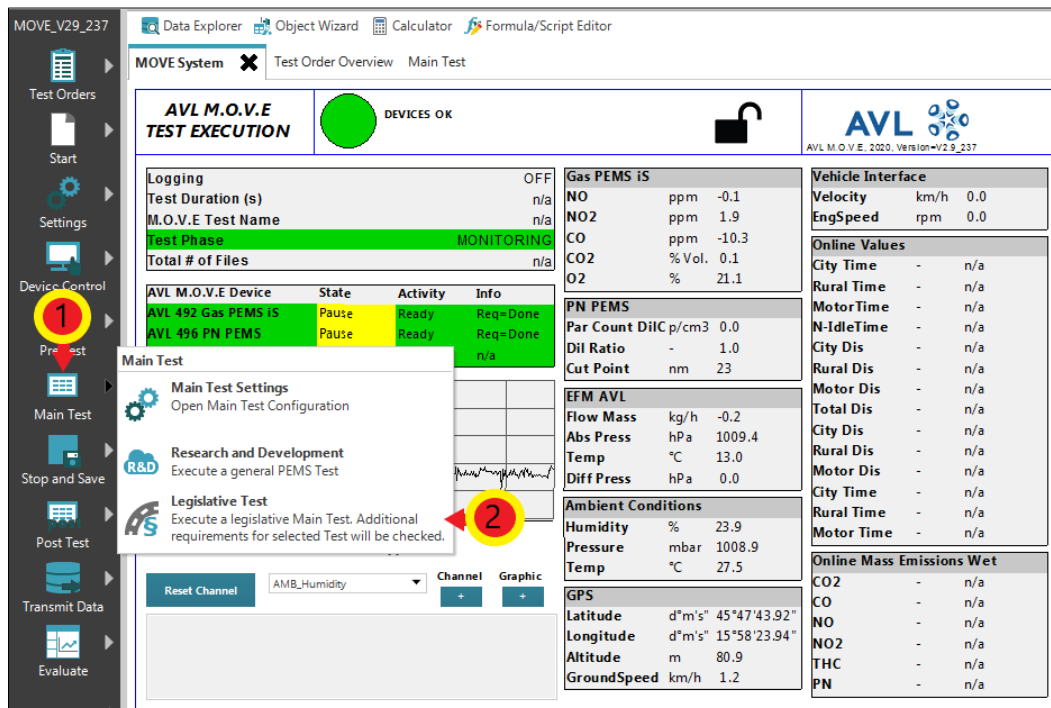 MOVE_V29_237
Data Explorer Object Wizard Calculator Formula/Script Editor
MOVE System Test Order Overview Main Test
Test Orders
Start
Settings
Device Control
1
Main Test
Stop and Save
Post Test
Transmit Data
Evaluate
AVL M.O.V.E
TEST EXECUTION
DEVICES OK
AVL
AVL M.O.V.E, 2020, Version=V2.9_237
Logging OFF
Test Duration (s) n/a
M.O.V.E Test Name n/a
Test Phase MONITORING
Total # of Files n/a
AVL M.O.V.E Device State Activity Info
AVL 492 Gas PEMS iS Pause Ready Req=Done
AVL 496 PN PEMS Pause Ready Req=Done
n/a
Main Test
Main Test Settings
Open Main Test Configuration
R&D
Research and Development
Execute a general PEMS Test
§
Legislative Test
Execute a legislative Main Test. Additional
requirements for selected Test will be checked.
2
Reset Channel
AMB_Humidity
Channel Graphic
+ +
Gas PEMS iS
NO ppm -0.1
NO2 ppm 1.9
CO ppm -10.3
CO2 % Vol. 0.1
O2 % 21.1
PN PEMS
Par Count DilC p/cm3 0.0
Dil Ratio - 1.0
Cut Point nm 23
EFM AVL
Flow Mass kg/h -0.2
Abs Press hPa 1009.4
Temp °C 13.0
Diff Press hPa 0.0
Ambient Conditions
Humidity % 23.9
Pressure mbar 1008.9
Temp °C 27.5
GPS
Latitude d°m's" 45°47'43.92"
Longitude d°m's" 15°58'23.94"
Altitude m 80.9
GroundSpeed km/h 1.2
Vehicle Interface
Velocity km/h 0.0
EngSpeed rpm 0.0
Online Values
City Time - n/a
Rural Time - n/a
MotorTime - n/a
N-IdleTime - n/a
City Dis - n/a
Rural Dis - n/a
Motor Dis - n/a
Total Dis - n/a
City Dis - n/a
Rural Dis - n/a
Motor Dis - n/a
City Time - n/a
Rural Time - n/a
Motor Time - n/a
Online Mass Emissions Wet
CO2 - n/a
CO - n/a
NO - n/a
NO2 - n/a
THC - n/a
PN - n/a